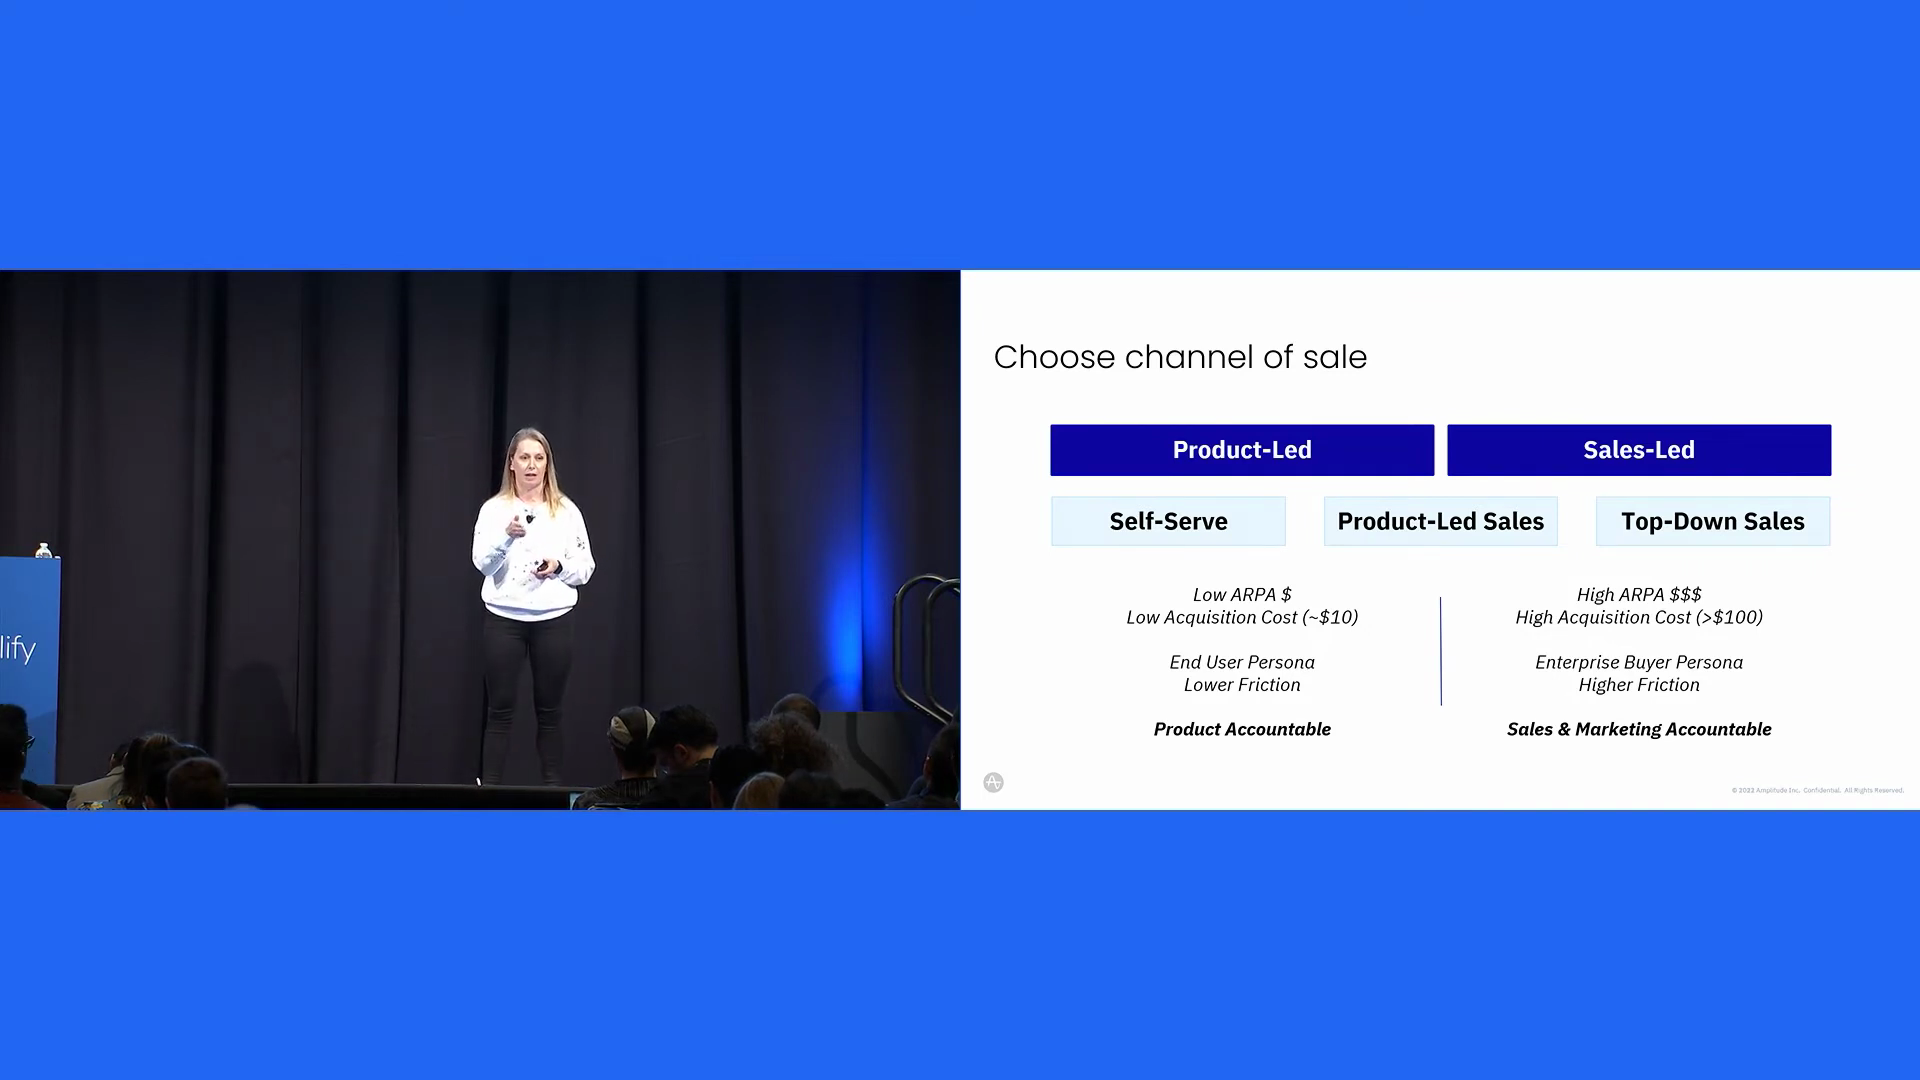 lify
Choose channel of sale
Product-Led
Sales-Led
Self-Serve
Product-Led Sales
Top-Down Sales
Low ARPA $
Low Acquisition Cost (~$10)
End User Persona
Lower Friction
Product Accountable
High ARPA $$$
High Acquisition Cost (>$100)
Enterprise Buyer Persona
Higher Friction
Sales & Marketing Accountable
© 2022 Amplitude Inc. Confidential. All Rights Reserved.